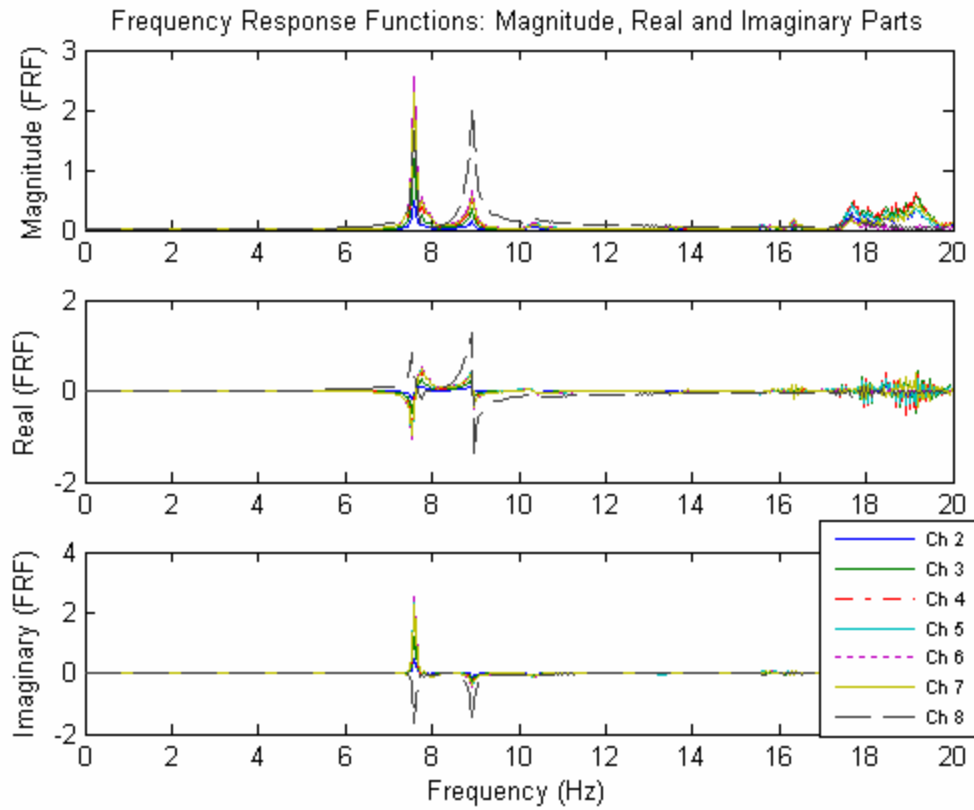 Frequency Response Functions: Magnitude, Real and Imaginary Parts
Magnitude (FRF)
3
2
1
0
0 2 4 6 8 10 12 14 16 18 20
Real (FRF)
2
0
-2
0 2 4 6 8 10 12 14 16 18 20
Imaginary (FRF)
4
2
0
-2
0 2 4 6 8 10 12 14 16 18 20
Frequency (Hz)
Ch 2
Ch 3
Ch 4
Ch 5
Ch 6
Ch 7
Ch 8